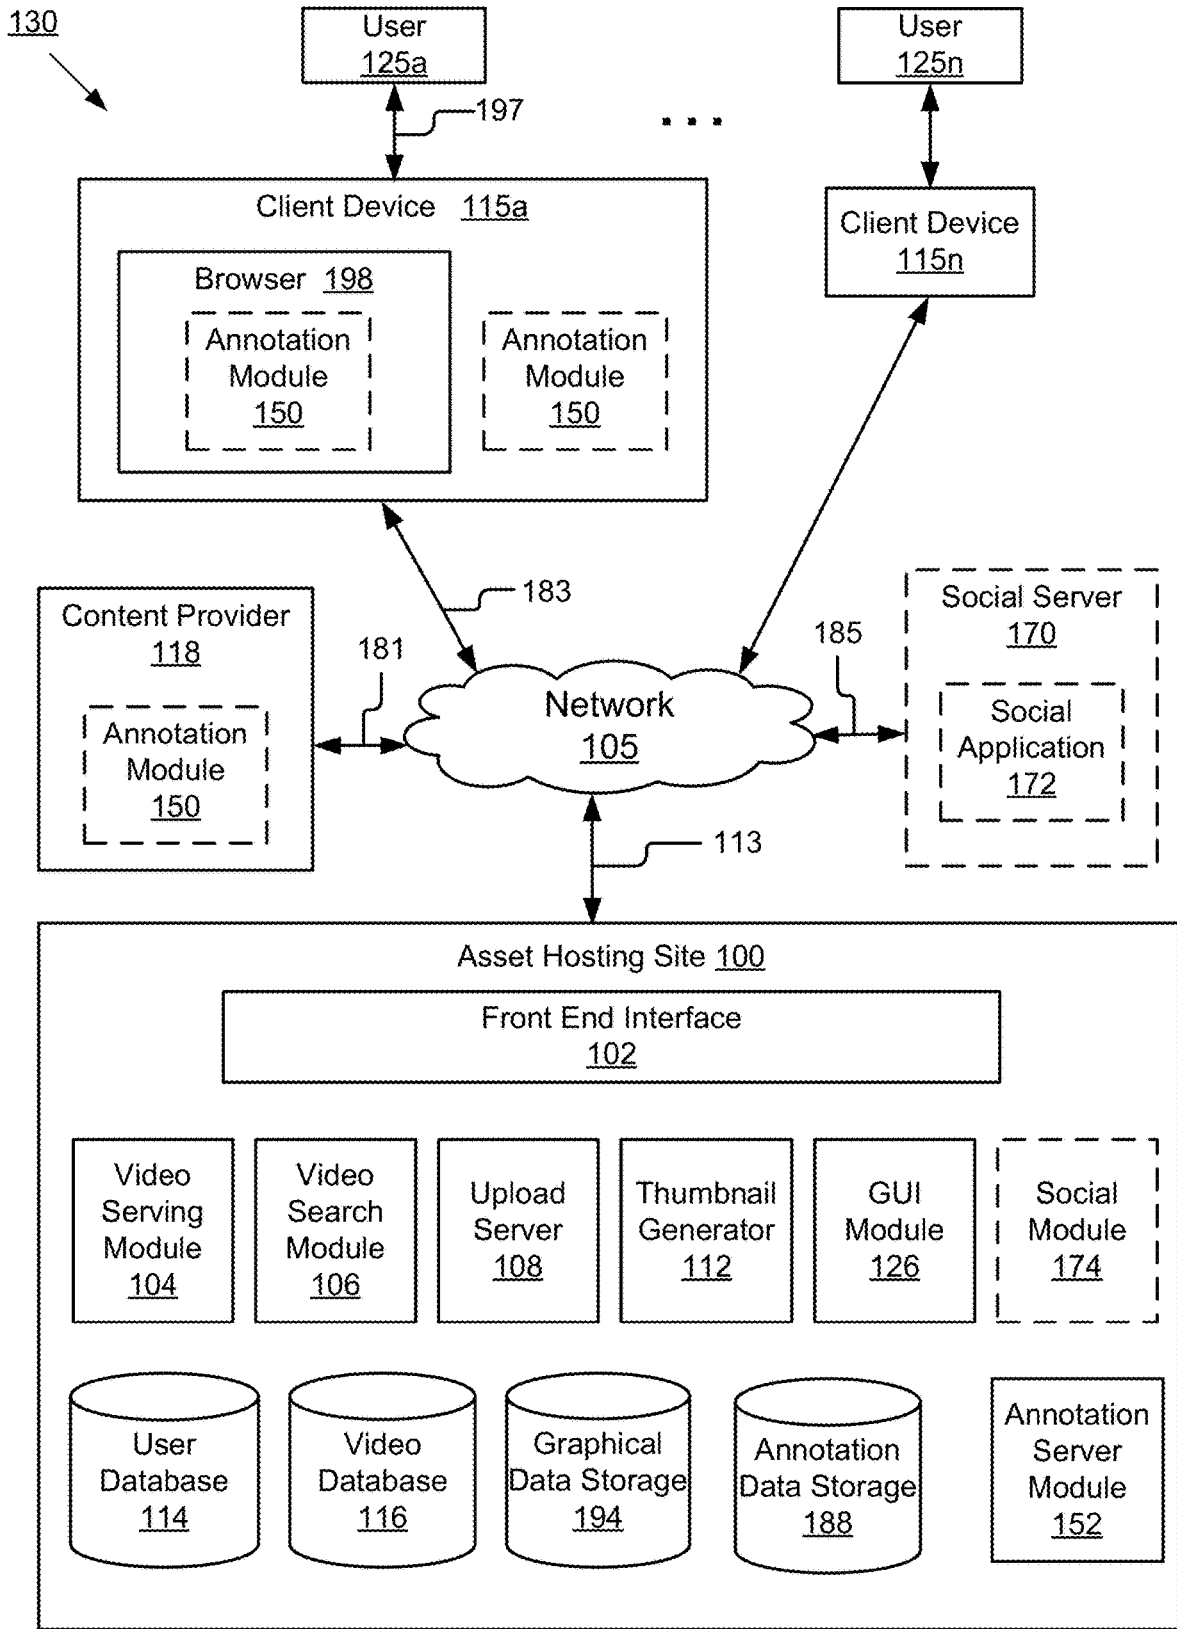 130
User
125a
User
125n
197
. . .
Client Device 115a
Client Device
115n
Browser 198
Annotation
Module
150
Annotation
Module
150
183
Content Provider
118
181
Annotation
Module
150
Network
105
185
Social Server
170
Social
Application
172
113
Asset Hosting Site 100
Front End Interface
102
Video
Serving
Module
104
Video
Search
Module
106
Upload
Server
108
Thumbnail
Generator
112
GUI
Module
126
Social
Module
174
User
Database
114
Video
Database
116
Graphical
Data Storage
194
Annotation
Data Storage
188
Annotation
Server
Module
152